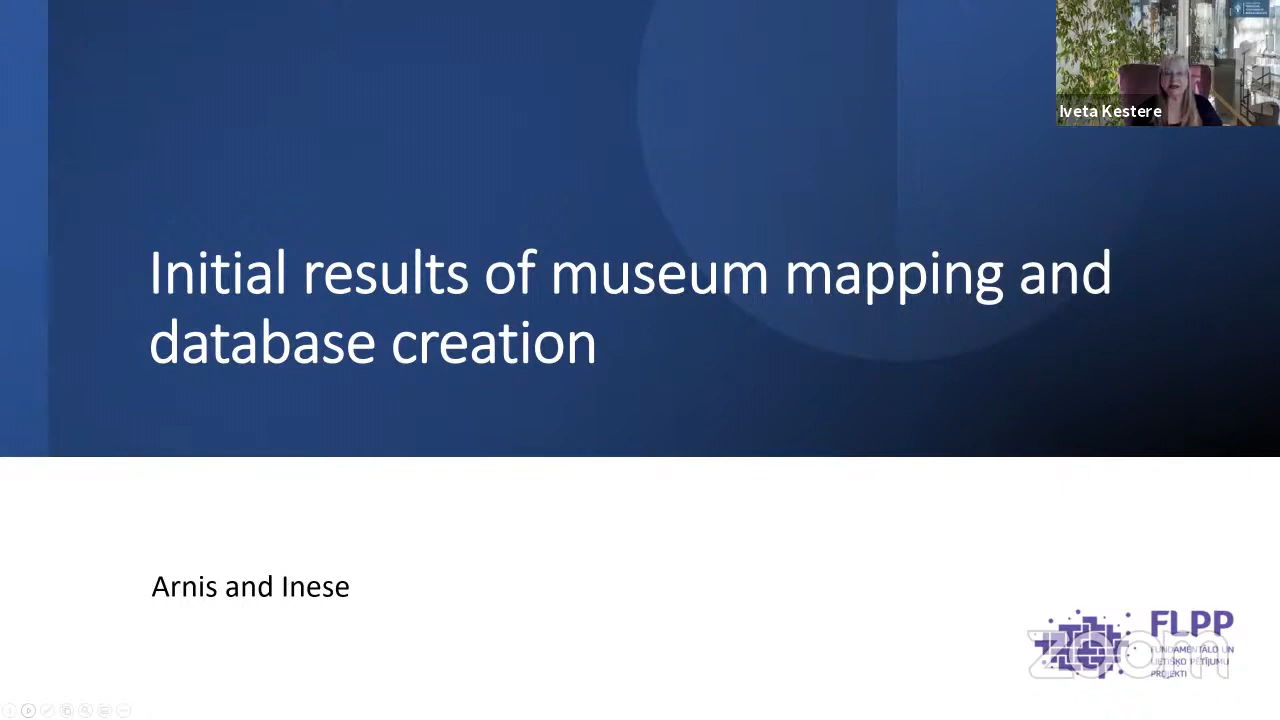 Iveta Kestere
Initial results of museum mapping and
database creation
Arnis and Inese
FLPP
FUNDAMENTĀLO UN
LIETIŠĶO PĒTĪJUMU
PROJEKTI
zoom